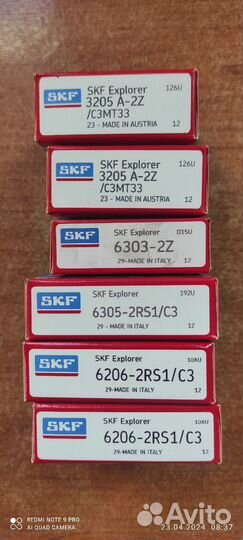 126U
SKF
SKF Explorer
3205 A-2Z
/C3MT33
23 - MADE IN AUSTRIA 12
126U
SKF
SKF Explorer
3205 A-2Z
/C3MT33
23 - MADE IN AUSTRIA 12
SKF
SKF Explorer 015U
6303-2Z
29-MADE IN ITALY 12
SKF
SKF Explorer 192U
6305-2RS1/C3
29 - MADE IN ITALY 12
SKF
SKF Explorer 108U
6206-2RS1/C3
29-MADE IN ITALY 12
SKF
SKF Explorer 108U
6206-2RS1/C3
29-MADE IN ITALY 12
REDMI NOTE 9 PRO
AI QUAD CAMERA
23.04.2024 08:37
Avito